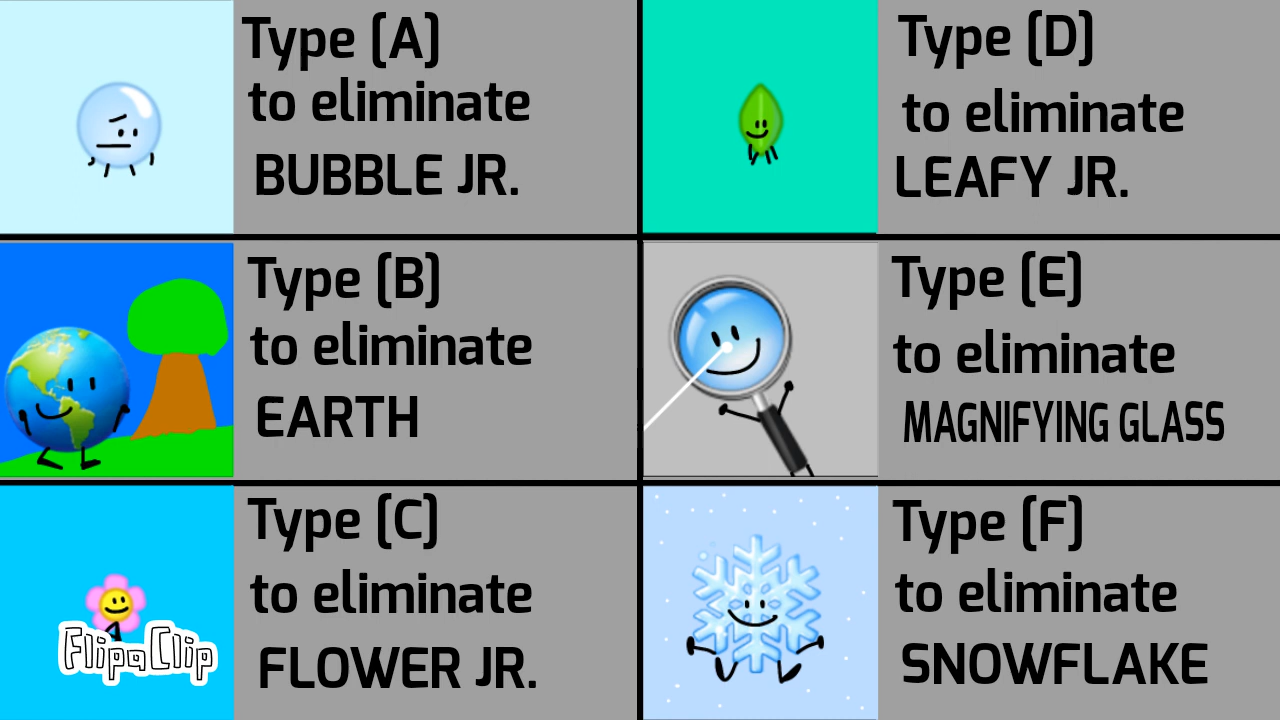 Type [A]
to eliminate
BUBBLE JR.
Type [B]
to eliminate
EARTH
Type [C]
to eliminate
FLOWER JR.
FlipaClip
Type [D]
to eliminate
LEAFY JR.
Type [E]
to eliminate
MAGNIFYING GLASS
Type [F]
to eliminate
SNOWFLAKE